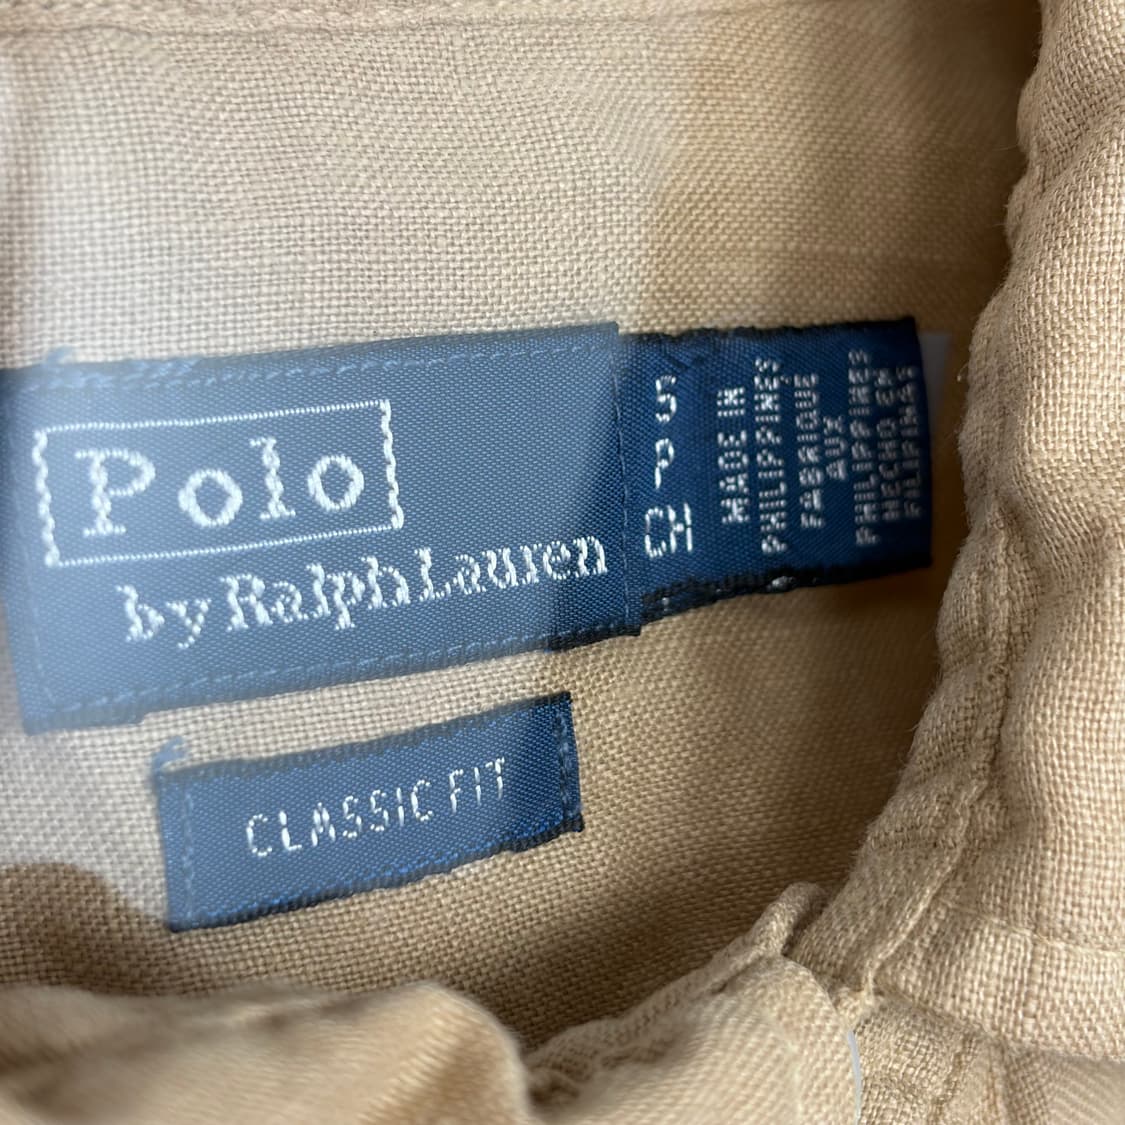 Polo
by Ralph Lauren
S
P
CH
MADE IN
PHILIPPINES
FABRIQUE
AUX
PHILIPPINES
HECHO EN
FILIPINAS
CLASSIC FIT